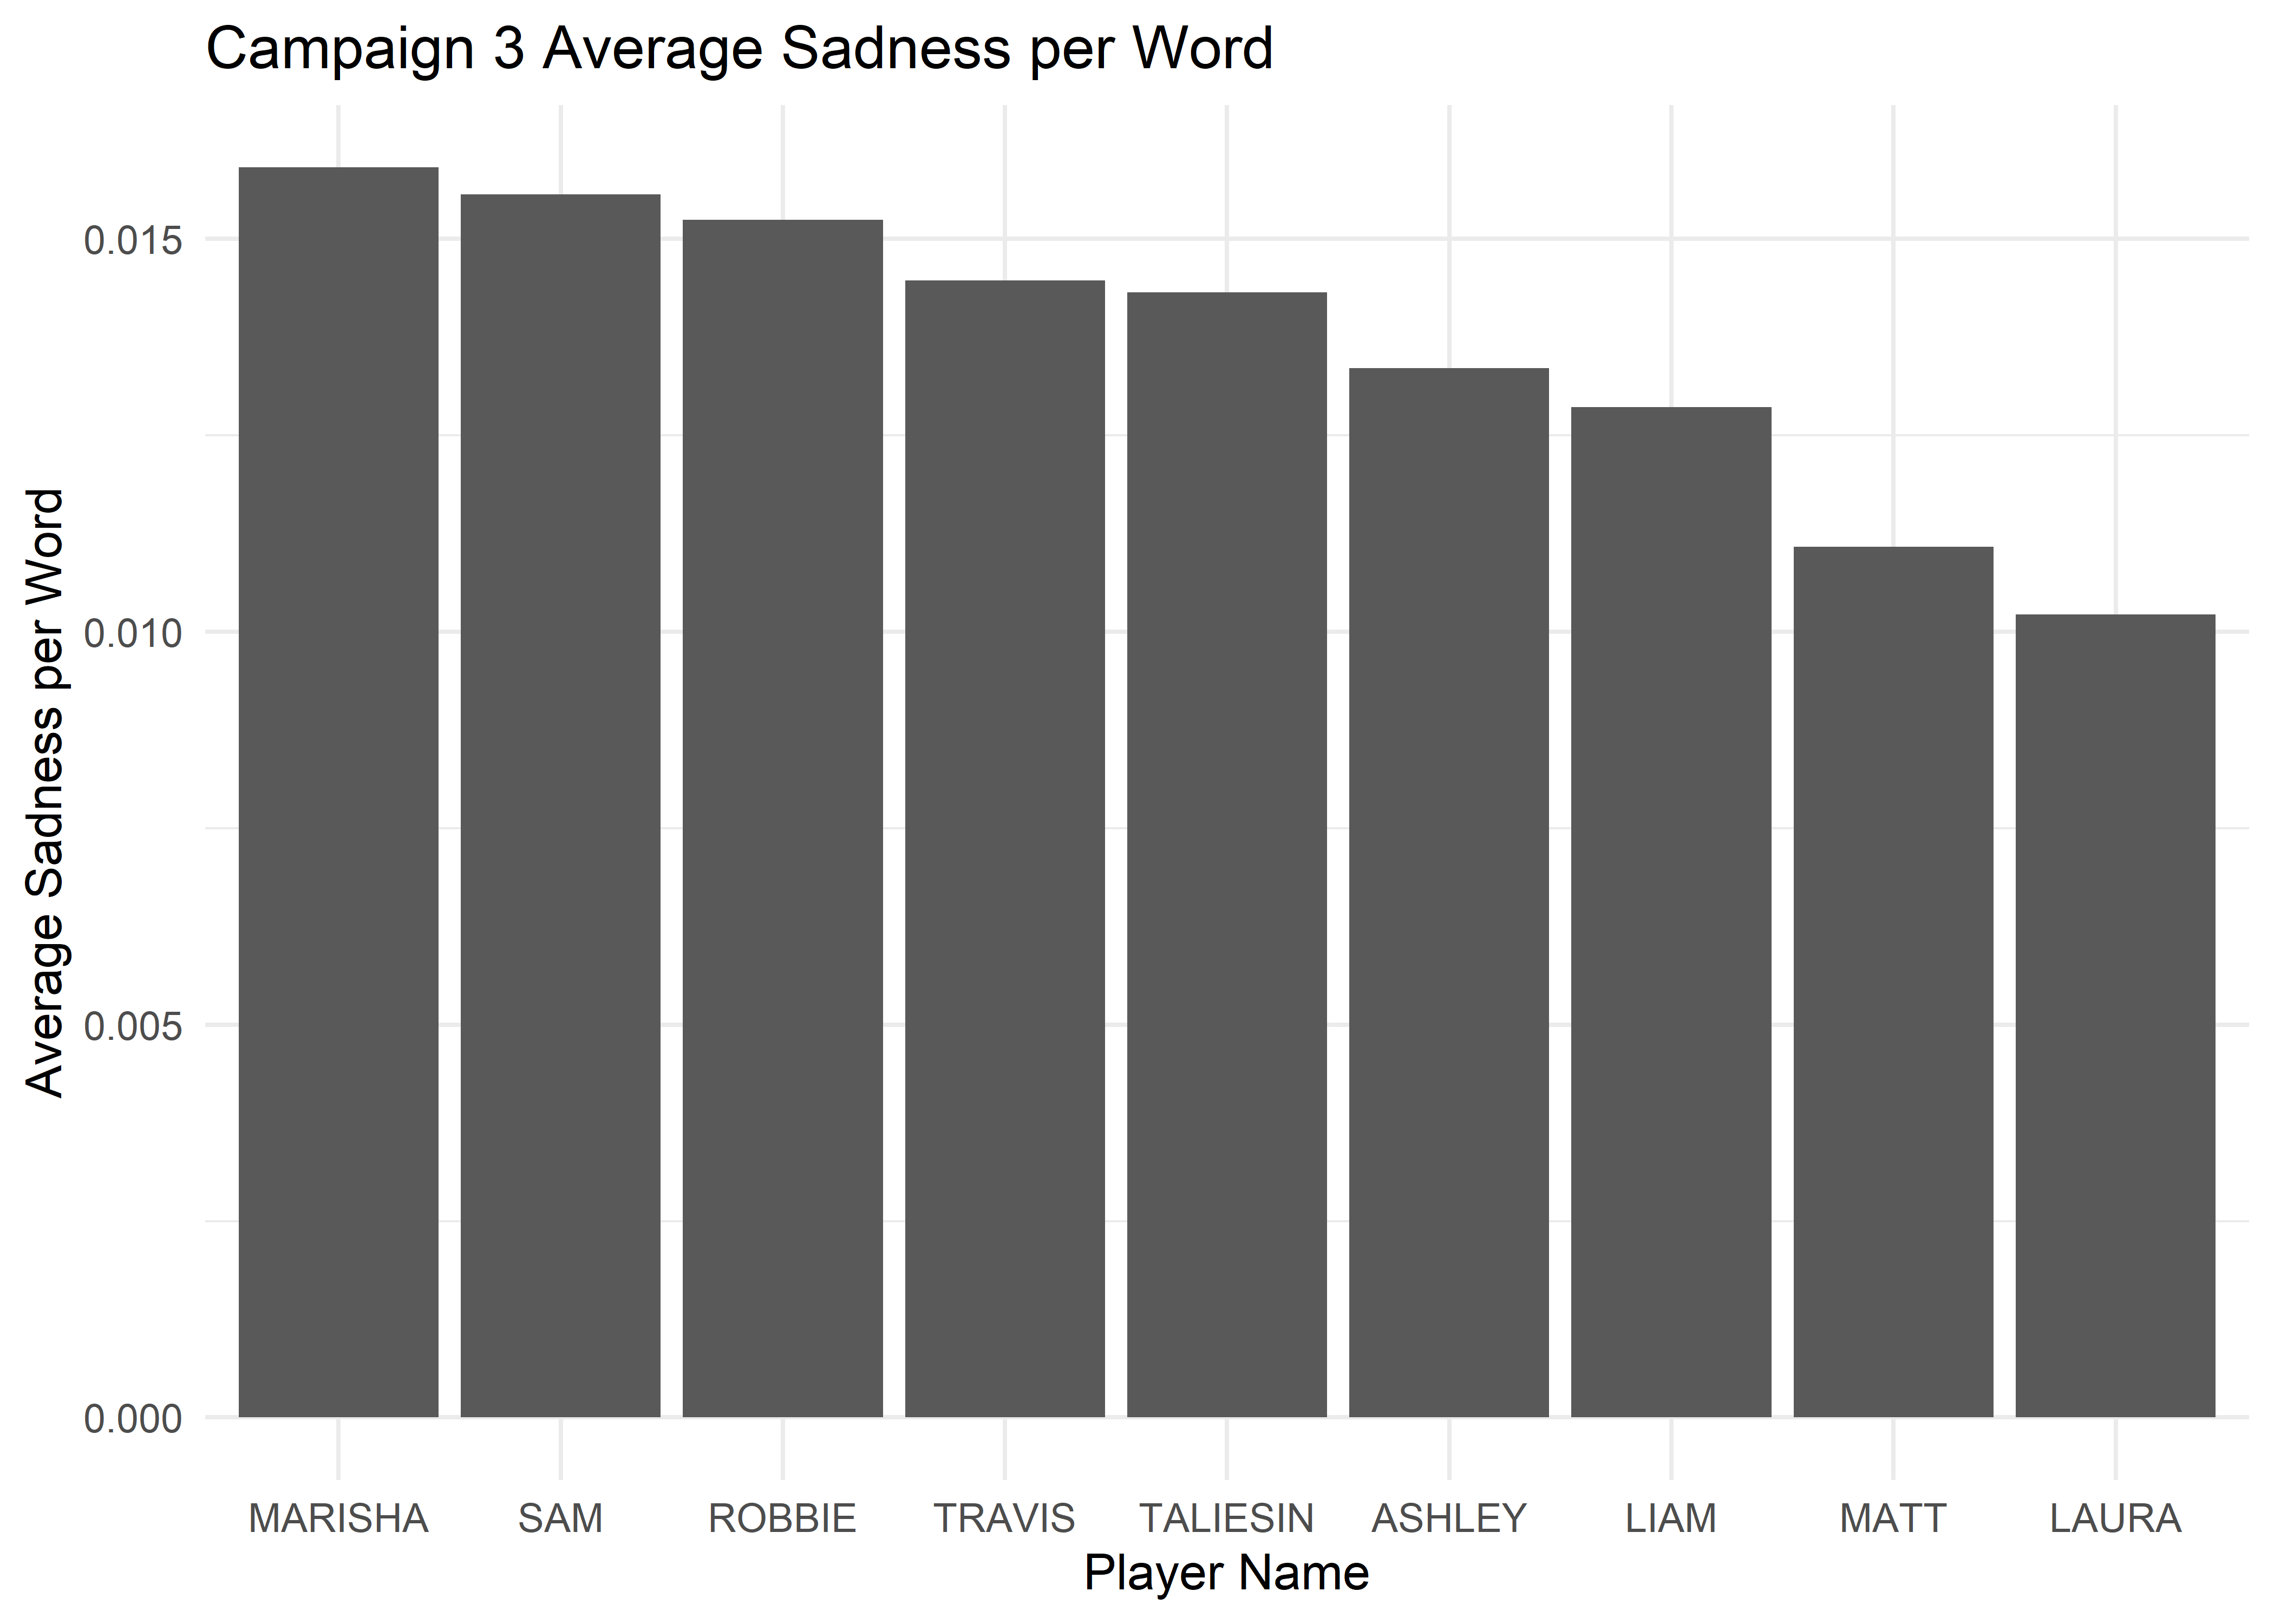 Campaign 3 Average Sadness per Word
Average Sadness per Word
0.015
0.010
0.005
0.000
MARISHA SAM ROBBIE TRAVIS TALIESIN ASHLEY LIAM MATT LAURA
Player Name